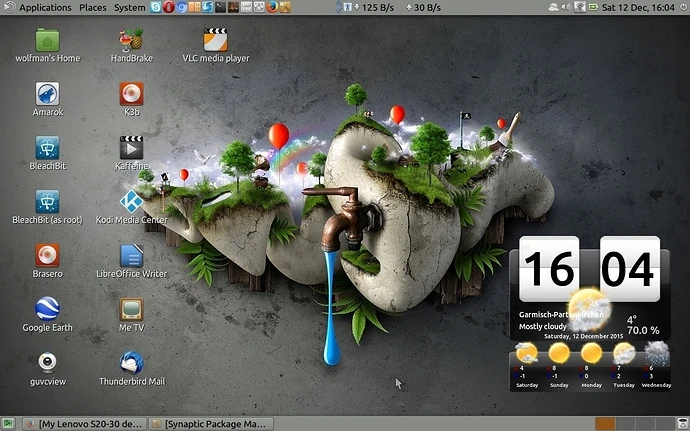 Applications Places System
125 B/s 30 B/s
Sat 12 Dec, 16:04
wolfman's Home
HandBrake
VLC media player
Amarok
K3b
BleachBit
Kaffeine
BleachBit (as root)
Kodi Media Center
Brasero
LibreOffice Writer
Google Earth
Me TV
guvcview
Thunderbird Mail
16 04
Garmisch-Partenkirchen
Mostly cloudy
4°
70.0 %
Saturday, 12 December 2015
4 8 8 7 6
-1 -1 0 2 3
Saturday Sunday Monday Tuesday Wednesday
[My Lenovo S20-30 de...
[Synaptic Package Ma...